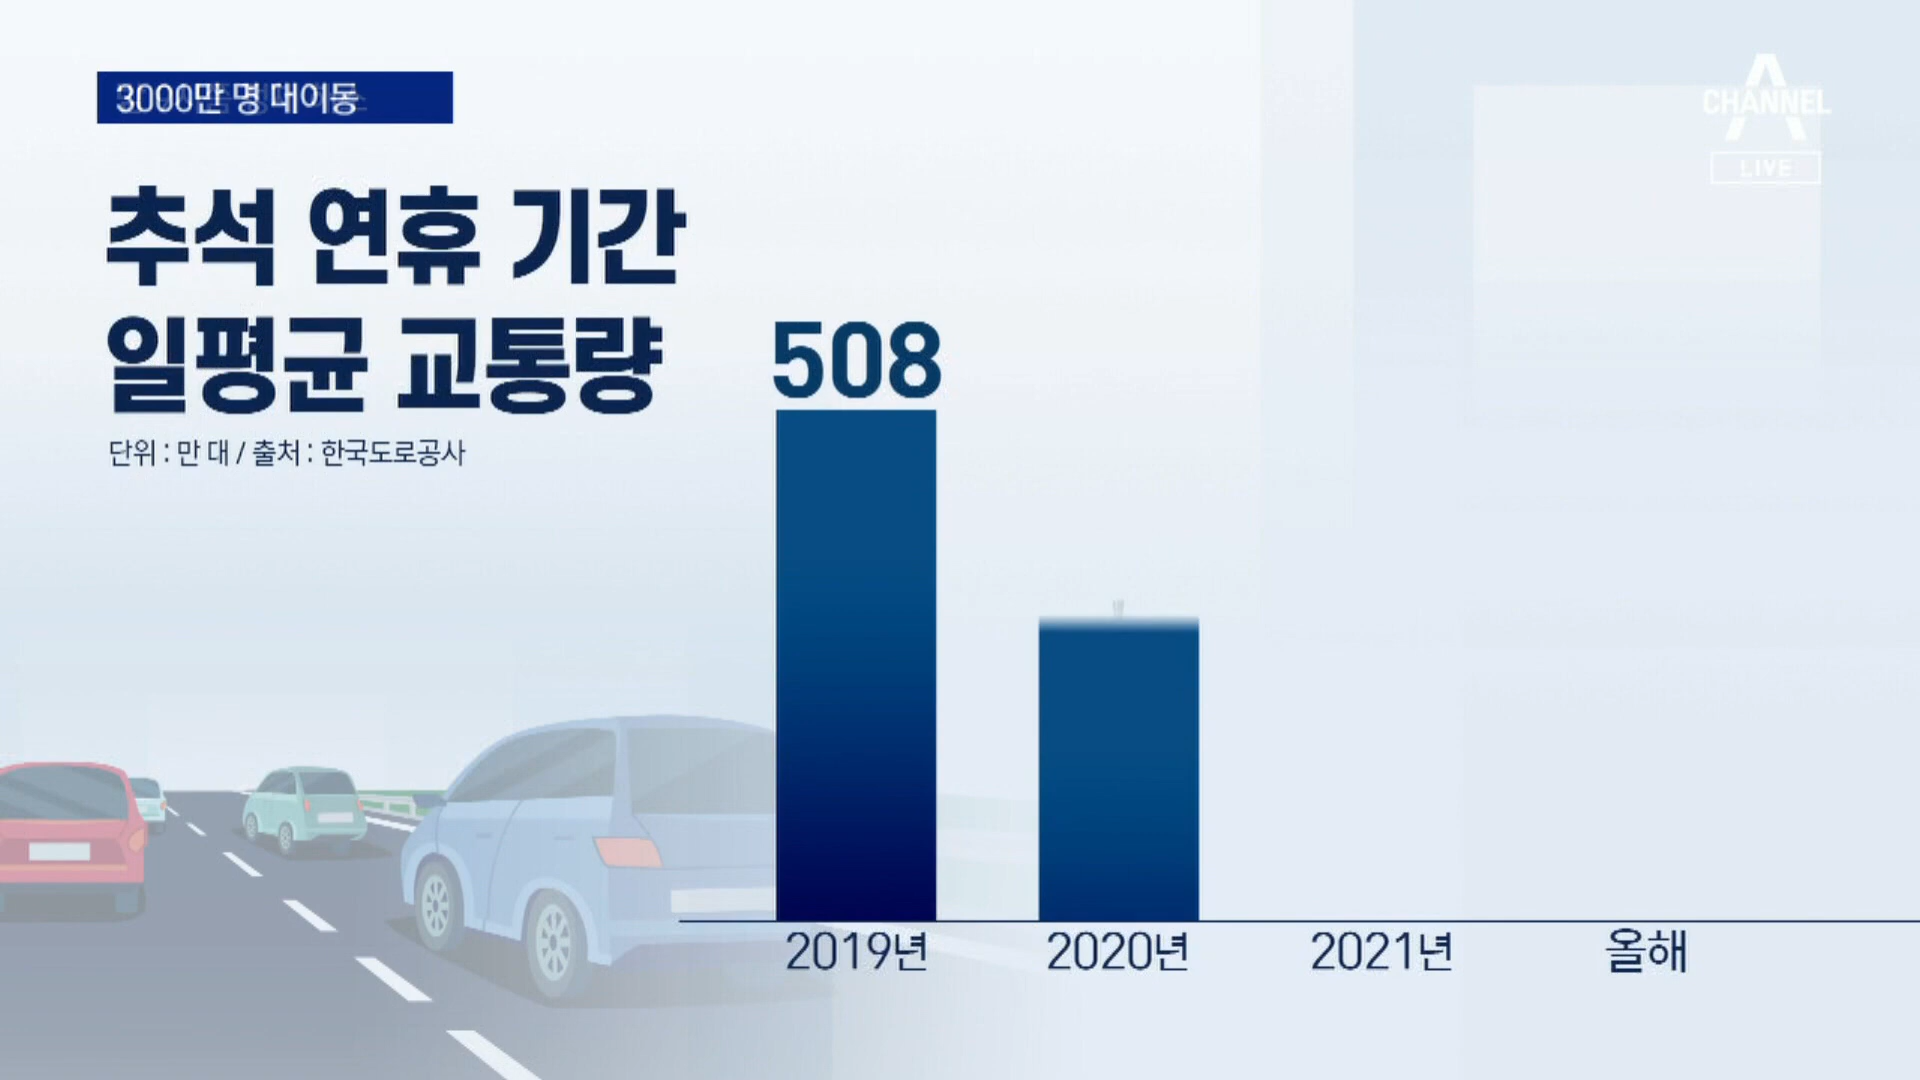 3000만 명 대이동
CHANNEL A
LIVE
추석 연휴 기간
일평균 교통량
단위 : 만 대 / 출처 : 한국도로공사
508
2019년 2020년 2021년 올해